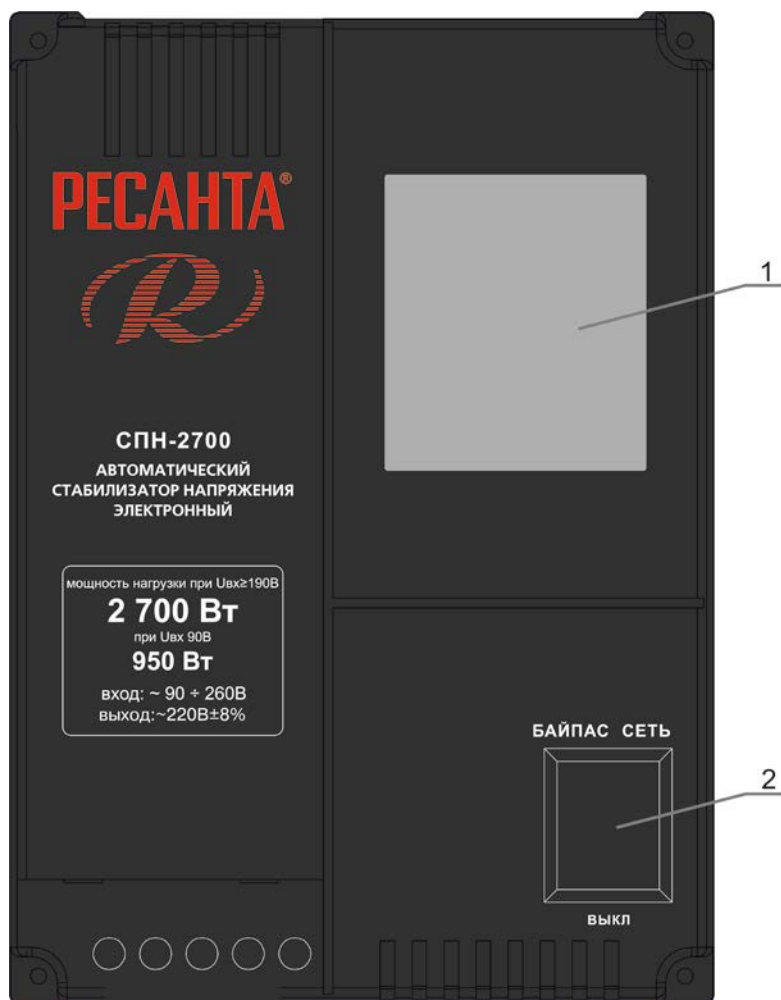 РЕСАНТА®
R
СПН-2700
АВТОМАТИЧЕСКИЙ
СТАБИЛИЗАТОР НАПРЯЖЕНИЯ
ЭЛЕКТРОННЫЙ
мощность нагрузки при Uвх≥190В
2 700 Вт
при Uвх 90В
950 Вт
вход: ~ 90 ÷ 260В
выход:~220В±8%
1
БАЙПАС СЕТЬ
2
ВЫКЛ